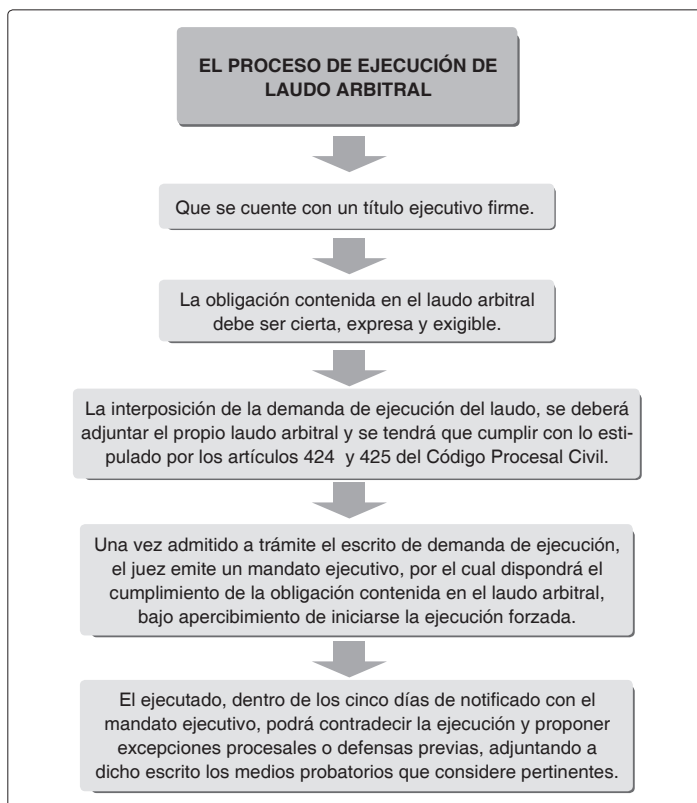 EL PROCESO DE EJECUCIÓN DE
LAUDO ARBITRAL
Que se cuente con un título ejecutivo firme.
La obligación contenida en el laudo arbitral
debe ser cierta, expresa y exigible.
La interposición de la demanda de ejecución del laudo, se deberá
adjuntar el propio laudo arbitral y se tendrá que cumplir con lo esti-
pulado por los artículos 424 y 425 del Código Procesal Civil.
Una vez admitido a trámite el escrito de demanda de ejecución,
el juez emite un mandato ejecutivo, por el cual dispondrá el
cumplimiento de la obligación contenida en el laudo arbitral,
bajo apercibimiento de iniciarse la ejecución forzada.
El ejecutado, dentro de los cinco días de notificado con el
mandato ejecutivo, podrá contradecir la ejecución y proponer
excepciones procesales o defensas previas, adjuntando a
dicho escrito los medios probatorios que considere pertinentes.